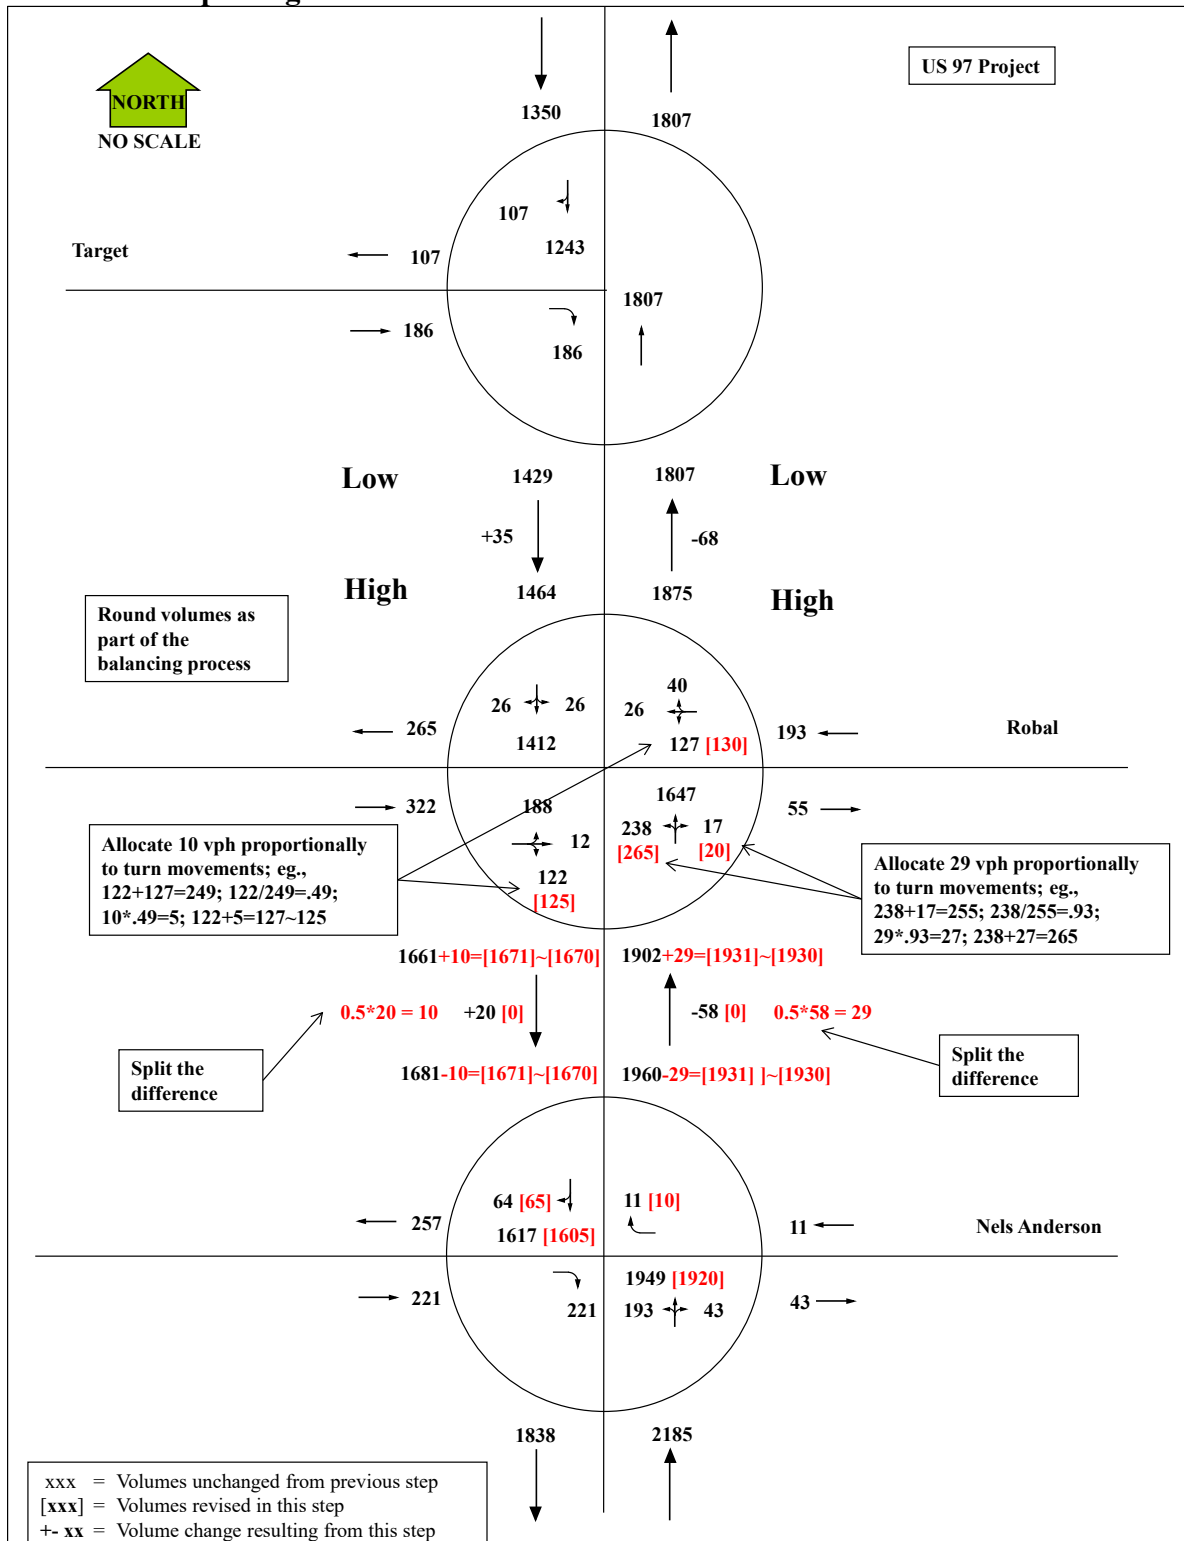 US 97 Project
NORTH
NO SCALE
1350
1807
107
1243
Target
107
1807
186
186
Low
1429
1807
Low
+35
-68
High
1464
1875
High
Round volumes as
part of the
balancing process
26
26
40
26
265
1412
127 [130]
193
Robal
322
188
1647
55
12
238
17
[265]
[20]
122
[125]
Allocate 10 vph proportionally
to turn movements; eg.,
122+127=249; 122/249=.49;
10*.49=5; 122+5=127~125
Allocate 29 vph proportionally
to turn movements; eg.,
238+17=255; 238/255=.93;
29*.93=27; 238+27=265
1661+10=[1671]~[1670]
1902+29=[1931]~[1930]
0.5*20 = 10
+20 [0]
-58 [0]
0.5*58 = 29
Split the
difference
Split the
difference
1681-10=[1671]~[1670]
1960-29=[1931] ]~[1930]
64 [65]
11 [10]
257
1617 [1605]
11
Nels Anderson
221
221
1949 [1920]
193
43
43
1838
2185
xxx = Volumes unchanged from previous step
[xxx] = Volumes revised in this step
+- xx = Volume change resulting from this step